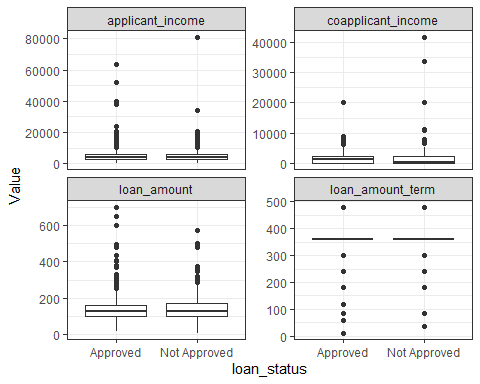 applicant_income
coapplicant_income
80000
60000
40000
20000
0
40000
30000
20000
10000
0
Value
loan_amount
loan_amount_term
600
400
200
0
500
400
300
200
100
0
Approved
Not Approved
Approved
Not Approved
loan_status